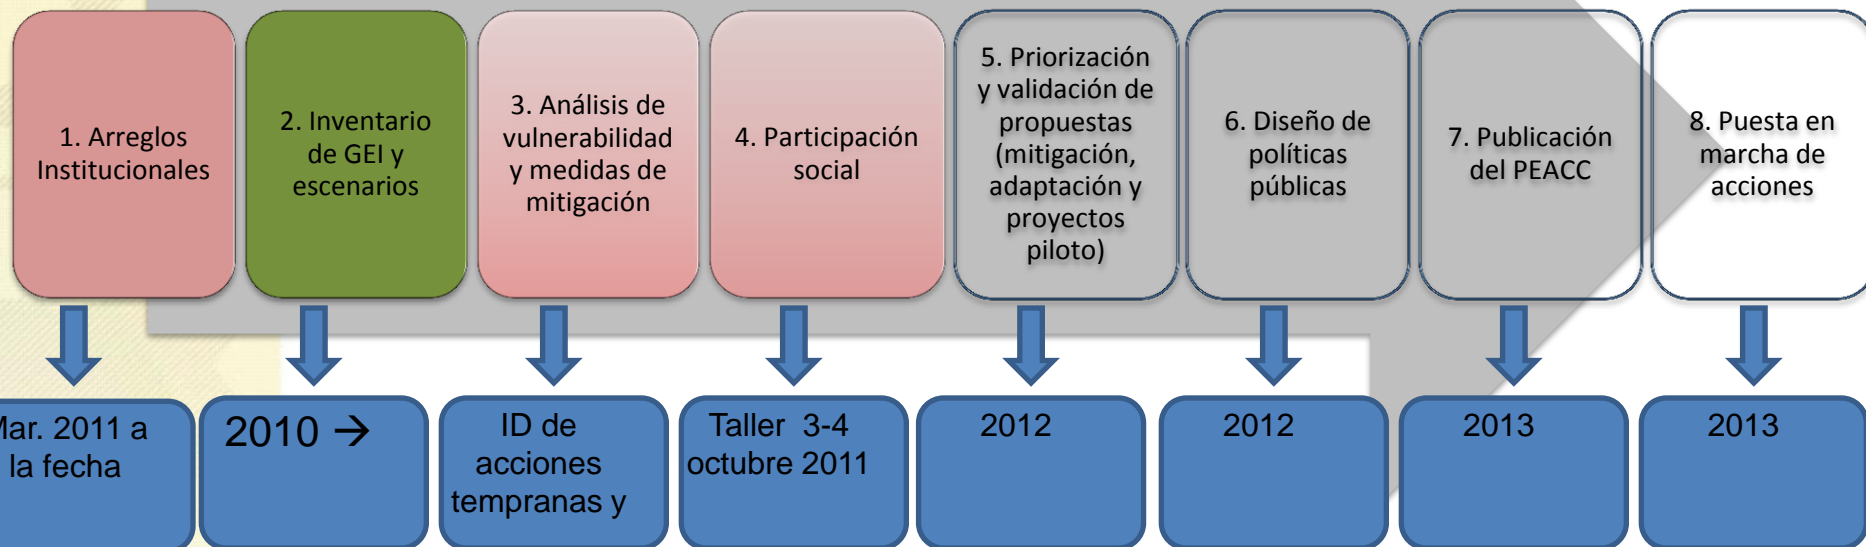 1. Arreglos
Institucionales
2. Inventario
de GEI y
escenarios
3. Análisis de
vulnerabilidad
y medidas de
mitigación
4. Participación
social
5. Priorización
y validación de
propuestas
(mitigación,
adaptación y
proyectos
piloto)
6. Diseño de
políticas
públicas
7. Publicación
del PEACC
8. Puesta en
marcha de
acciones
Mar. 2011 a
la fecha
2010 →
ID de
acciones
tempranas y
Taller 3-4
octubre 2011
2012
2012
2013
2013